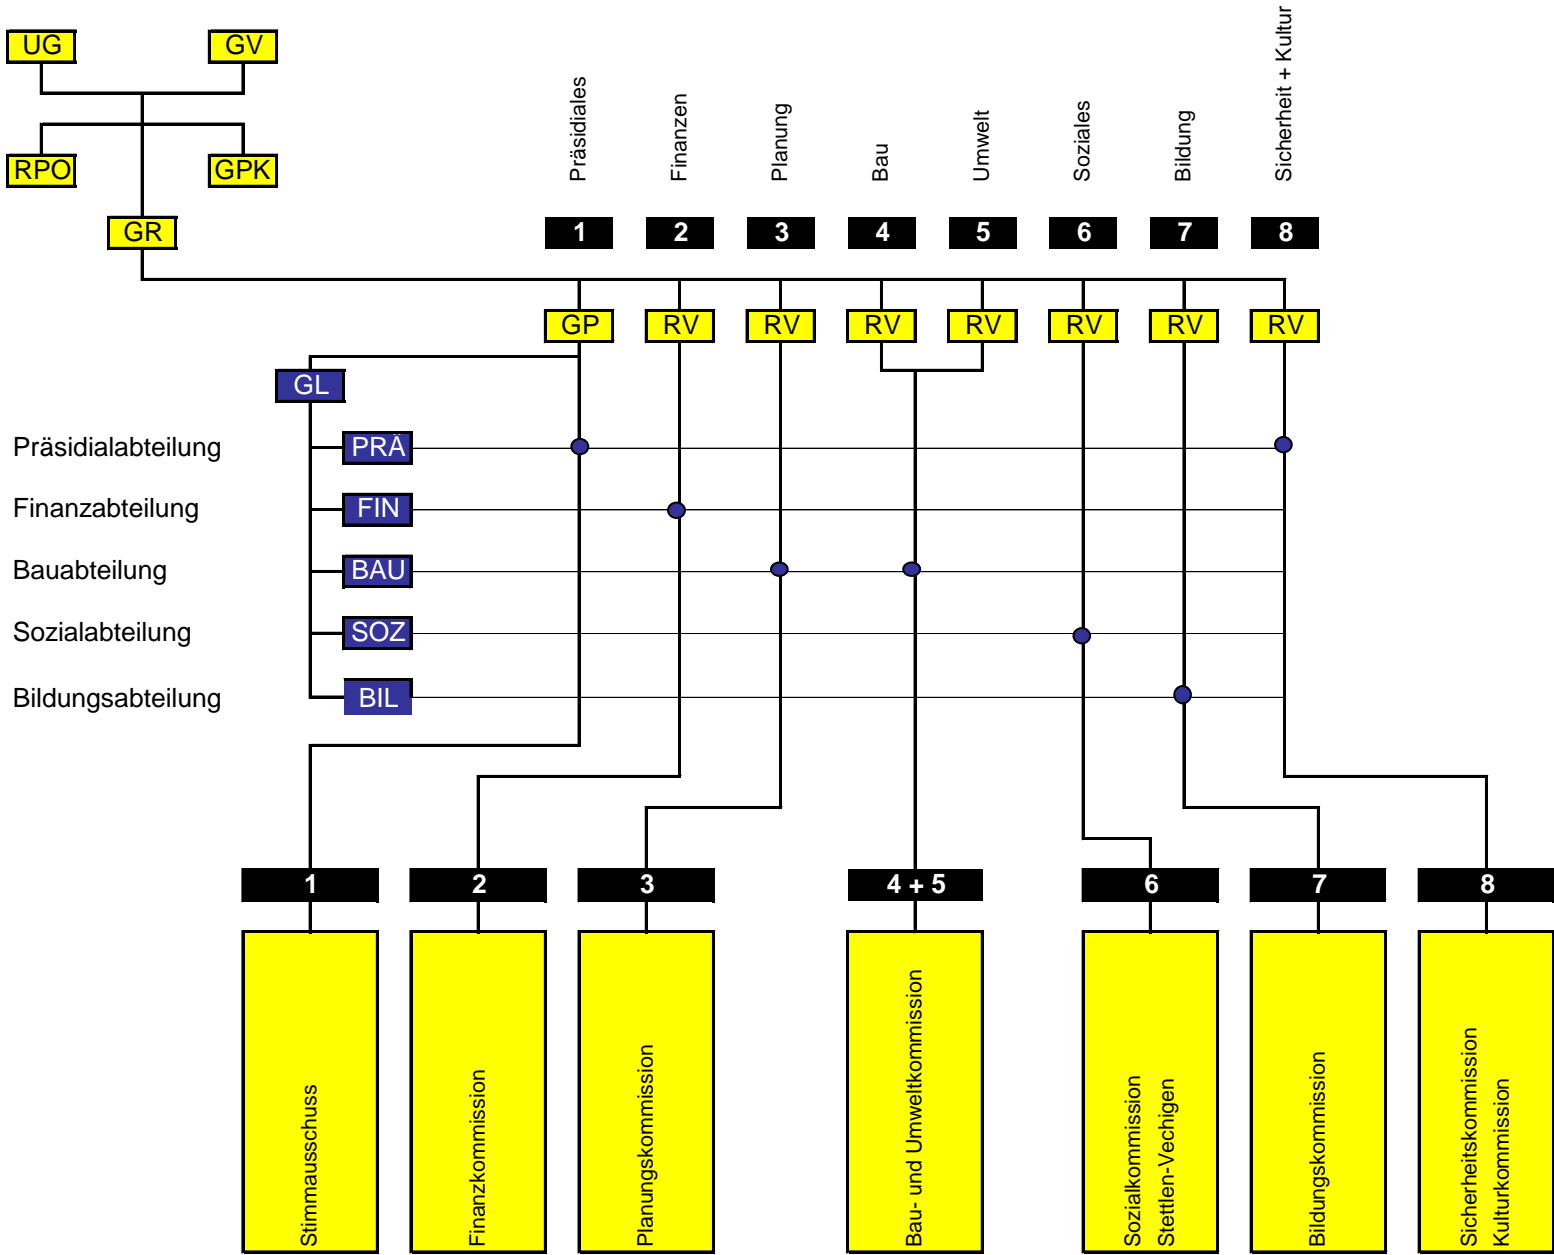 UG
GV
RPO
GPK
GR
Präsidiales
Finanzen
Planung
Bau
Umwelt
Soziales
Bildung
Sicherheit + Kultur
1
2
3
4
5
6
7
8
GP
RV
RV
RV
RV
RV
RV
RV
GL
Präsidialabteilung
PRÄ
Finanzabteilung
FIN
Bauabteilung
BAU
Sozialabteilung
SOZ
Bildungsabteilung
BIL
1
2
3
4 + 5
6
7
8
Stimmausschuss
Finanzkommission
Planungskommission
Bau- und Umweltkommission
Sozialkommission
Stettlen-Vechigen
Bildungskommission
Sicherheitskommission
Kulturkommission